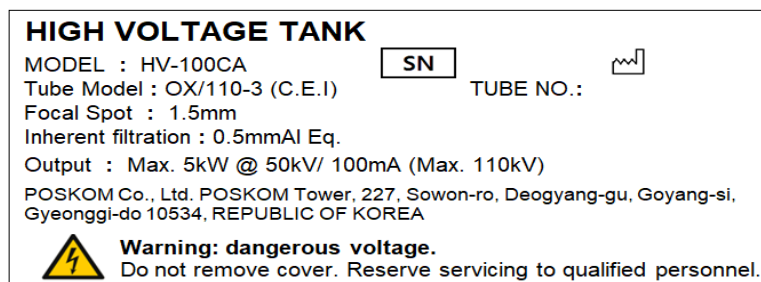 HIGH VOLTAGE TANK
MODEL : HV-100CA SN
Tube Model : OX/110-3 (C.E.I) TUBE NO.:
Focal Spot : 1.5mm
Inherent filtration : 0.5mmAl Eq.
Output : Max. 5kW @ 50kV/ 100mA (Max. 110kV)
POSKOM Co., Ltd. POSKOM Tower, 227, Sowon-ro, Deogyang-gu, Goyang-si,
Gyeonggi-do 10534, REPUBLIC OF KOREA
Warning: dangerous voltage.
Do not remove cover. Reserve servicing to qualified personnel.